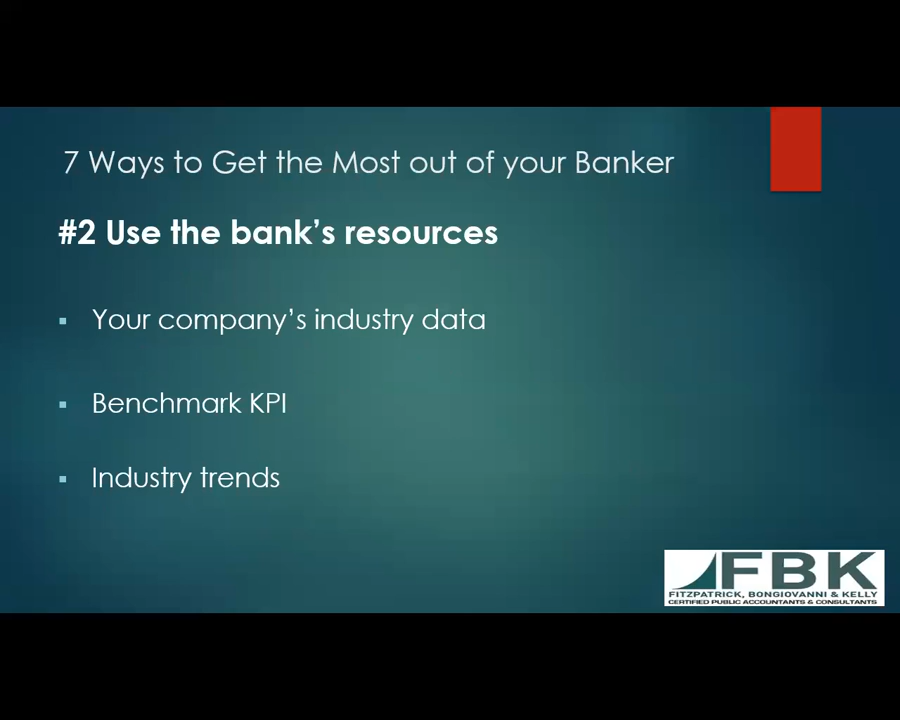 7 Ways to Get the Most out of your Banker
#2 Use the bank's resources
▪ Your company's industry data
▪ Benchmark KPI
▪ Industry trends
FBK
FITZPATRICK, BONGIOVANNI & KELLY
CERTIFIED PUBLIC ACCOUNTANTS & CONSULTANTS